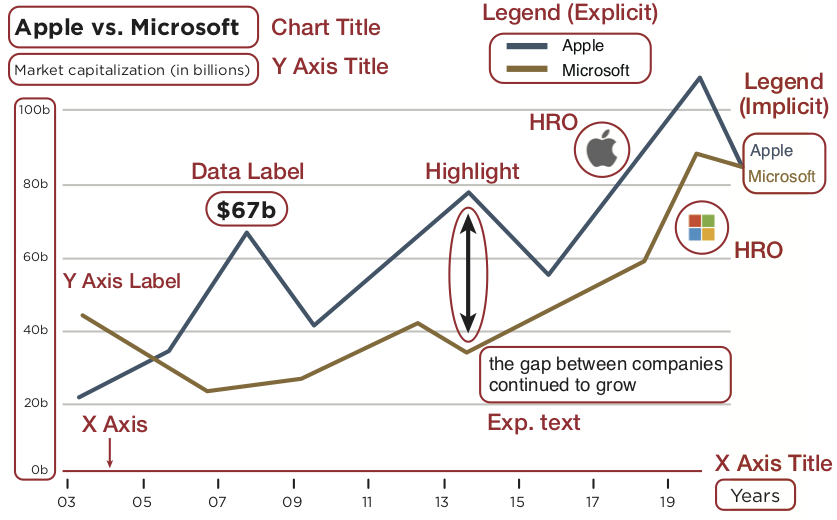 Apple vs. Microsoft
Chart Title
Legend (Explicit)
Market capitalization (in billions)
Y Axis Title
Apple
Microsoft
Legend
(Implicit)
100b
HRO
Apple
Microsoft
Data Label
Highlight
80b
$67b
HRO
60b
Y Axis Label
40b
the gap between companies
continued to grow
20b
X Axis
Exp. text
0b
X Axis Title
03 05 07 09 11 13 15 17 19
Years